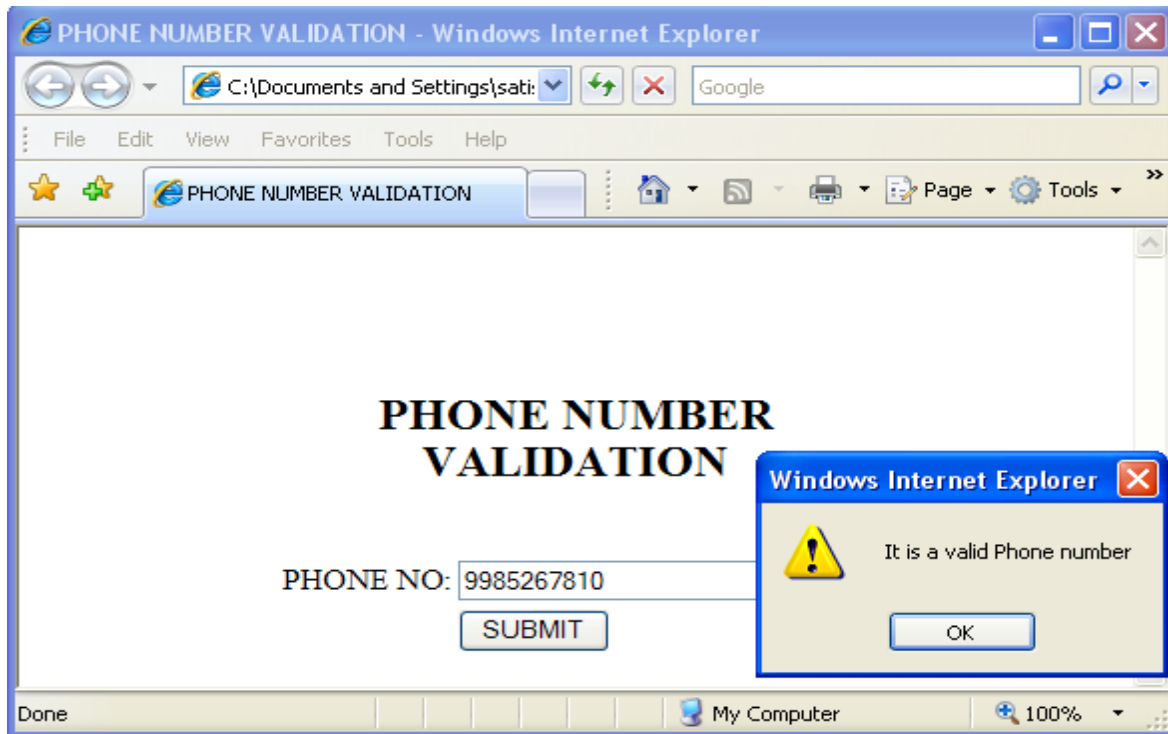 PHONE NUMBER VALIDATION - Windows Internet Explorer
C:\Documents and Settings\sati:
Google
File Edit View Favorites Tools Help
PHONE NUMBER VALIDATION
Page Tools »
PHONE NUMBER
VALIDATION
Windows Internet Explorer
It is a valid Phone number
OK
PHONE NO: 9985267810
SUBMIT
Done My Computer 100%